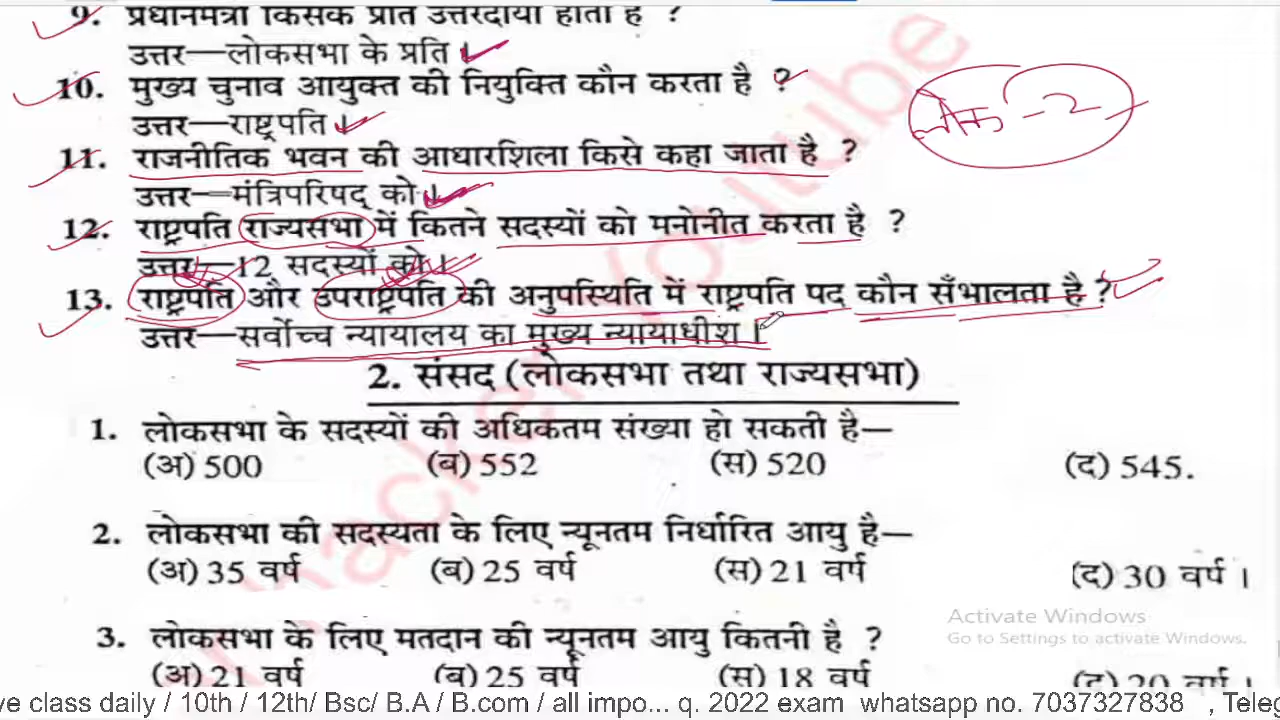 9. प्रधानमंत्री किसके प्रति उत्तरदायी होता है ?
उत्तर—लोकसभा के प्रति।
10. मुख्य चुनाव आयुक्त की नियुक्ति कौन करता है ?
उत्तर—राष्ट्रपति।
11. राजनीतिक भवन की आधारशिला किसे कहा जाता है ?
उत्तर—मंत्रिपरिषद् को।
12. राष्ट्रपति राज्यसभा में कितने सदस्यों को मनोनीत करता है ?
उत्तर—12 सदस्यों को।
13. राष्ट्रपति और उपराष्ट्रपति की अनुपस्थिति में राष्ट्रपति पद कौन सँभालता है ?
उत्तर—सर्वोच्च न्यायालय का मुख्य न्यायाधीश।
2. संसद (लोकसभा तथा राज्यसभा)
1. लोकसभा के सदस्यों की अधिकतम संख्या हो सकती है—
(अ) 500 (ब) 552 (स) 520 (द) 545.
2. लोकसभा की सदस्यता के लिए न्यूनतम निर्धारित आयु है—
(अ) 35 वर्ष (ब) 25 वर्ष (स) 21 वर्ष (द) 30 वर्ष।
3. लोकसभा के लिए मतदान की न्यूनतम आयु कितनी है ?
(अ) 21 वर्ष (ब) 25 वर्ष (स) 18 वर्ष (द) 20 वर्ष।
Activate Windows
Go to Settings to activate Windows.
ve class daily / 10th / 12th/ Bsc/ B.A / B.com / all impo... q. 2022 exam whatsapp no. 7037327838 , Teleg